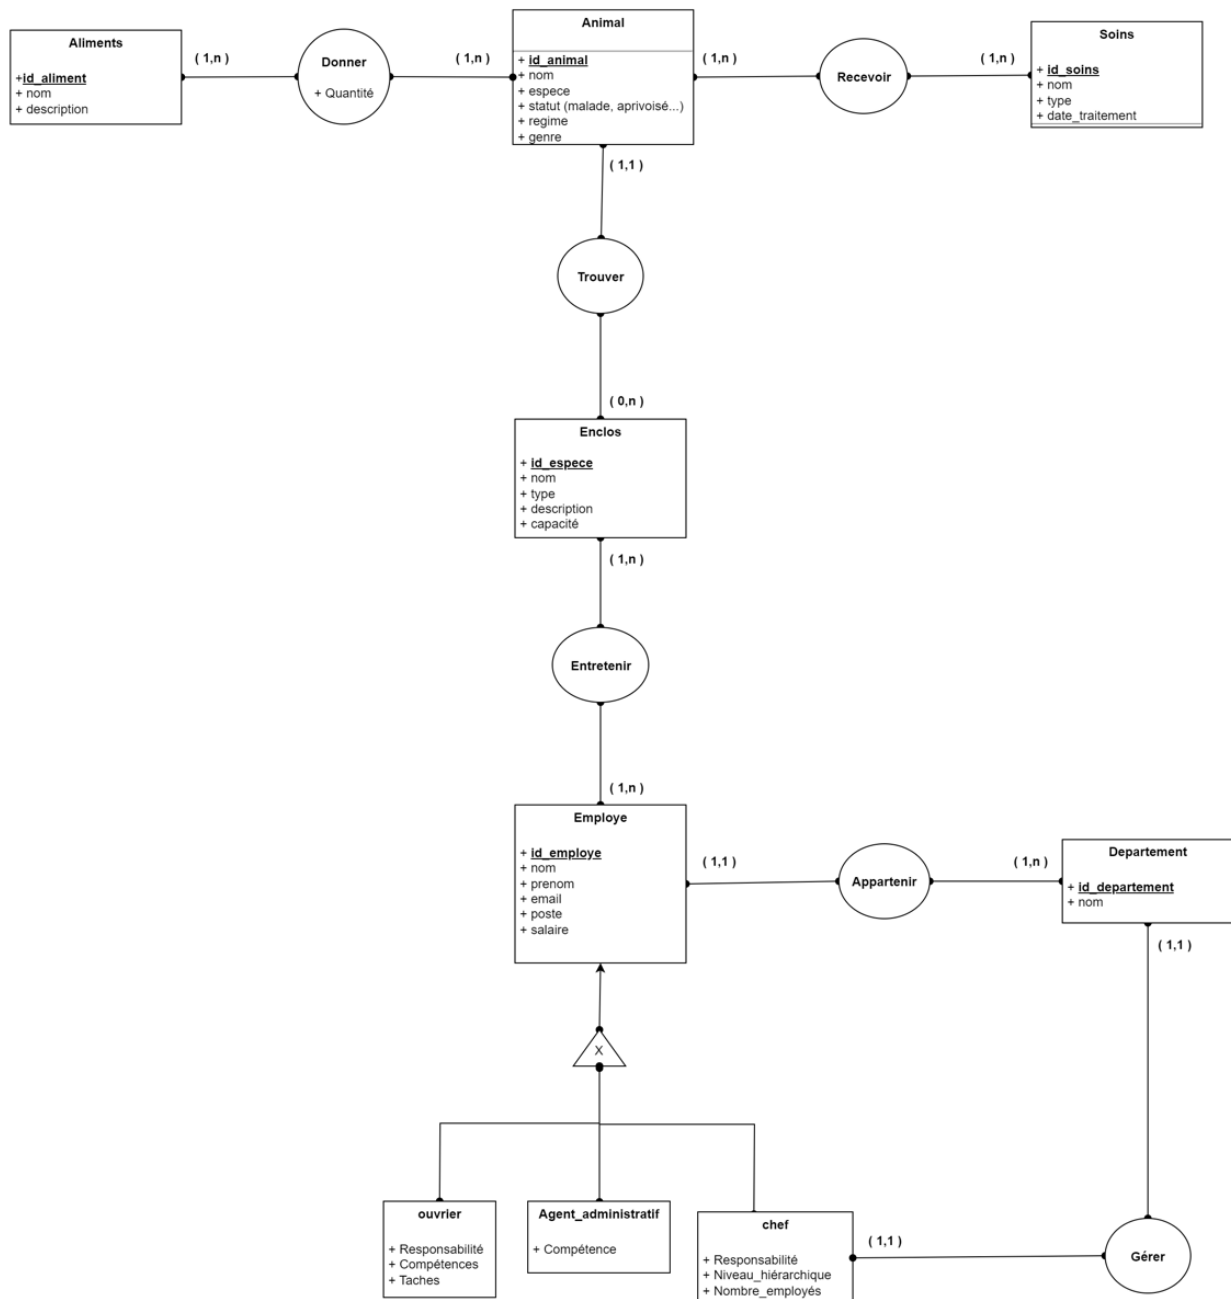 Aliments
+id_aliment
+ nom
+ description
( 1,n )
Donner
+ Quantité
( 1,n )
Animal
+ id_animal
+ nom
+ espece
+ statut (malade, aprivoisé...)
+ regime
+ genre
( 1,n )
Recevoir
( 1,n )
Soins
+ id_soins
+ nom
+ type
+ date_traitement
( 1,1 )
Trouver
( 0,n )
Enclos
+ id_espece
+ nom
+ type
+ description
+ capacité
( 1,n )
Entretenir
( 1,n )
Employe
+ id_employe
+ nom
+ prenom
+ email
+ poste
+ salaire
( 1,1 )
Appartenir
( 1,n )
Departement
+ id_departement
+ nom
( 1,1 )
X
ouvrier
+ Responsabilité
+ Compétences
+ Taches
Agent_administratif
+ Compétence
chef
+ Responsabilité
+ Niveau_hiérarchique
+ Nombre_employés
( 1,1 )
Gérer